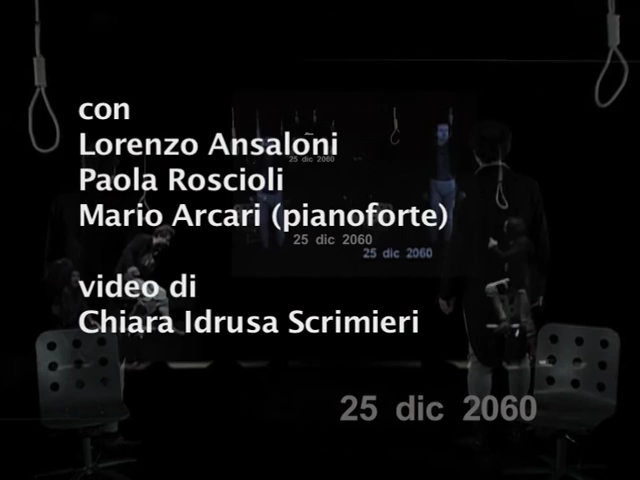 con
Lorenzo Ansaloni
Paola Roscioli
Mario Arcari (pianoforte)
video di
Chiara Idrusa Scrimieri
25 dic 2060
25 dic 2060
25 dic 2060
25 dic 2060